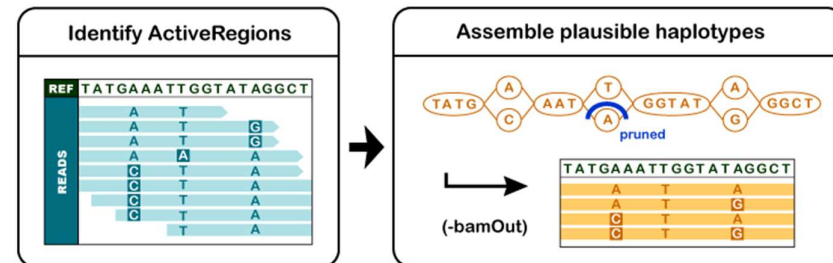 Identify ActiveRegions
REF TATGAAATTGGTATAGGCT
READS
A T
A T G
A T G
A A A
C T A
C T A
C T A
C T A
T A
Assemble plausible haplotypes
A T A
TATG AAT GGTAT GGCT
C A G
pruned
(-bamOut)
TATGAAATTGGTATAGGCT
A T A
A T G
C T A
C T G